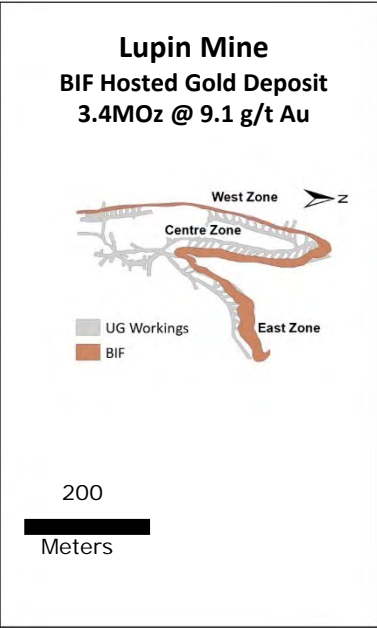 Lupin Mine
BIF Hosted Gold Deposit
3.4MOz @ 9.1 g/t Au
West Zone
N
Centre Zone
UG Workings
East Zone
BIF
200
Meters